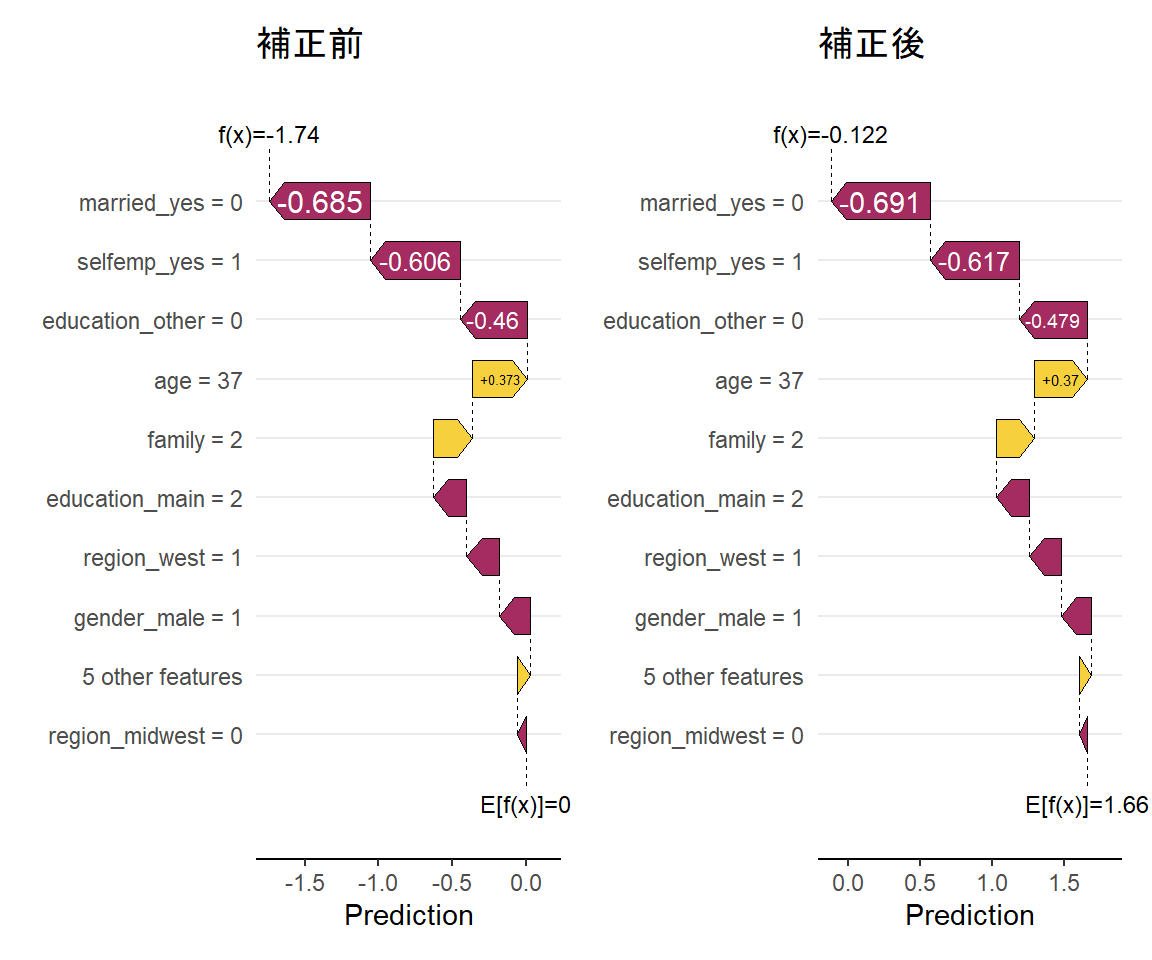 補正前
f(x)=-1.74
married_yes = 0
-0.685
selfemp_yes = 1
-0.606
education_other = 0
-0.46
age = 37
+0.373
family = 2
education_main = 2
region_west = 1
gender_male = 1
5 other features
region_midwest = 0
E[f(x)]=0
-1.5 -1.0 -0.5 0.0
Prediction
補正後
f(x)=-0.122
married_yes = 0
-0.691
selfemp_yes = 1
-0.617
education_other = 0
-0.479
age = 37
+0.37
family = 2
education_main = 2
region_west = 1
gender_male = 1
5 other features
region_midwest = 0
E[f(x)]=1.66
0.0 0.5 1.0 1.5
Prediction